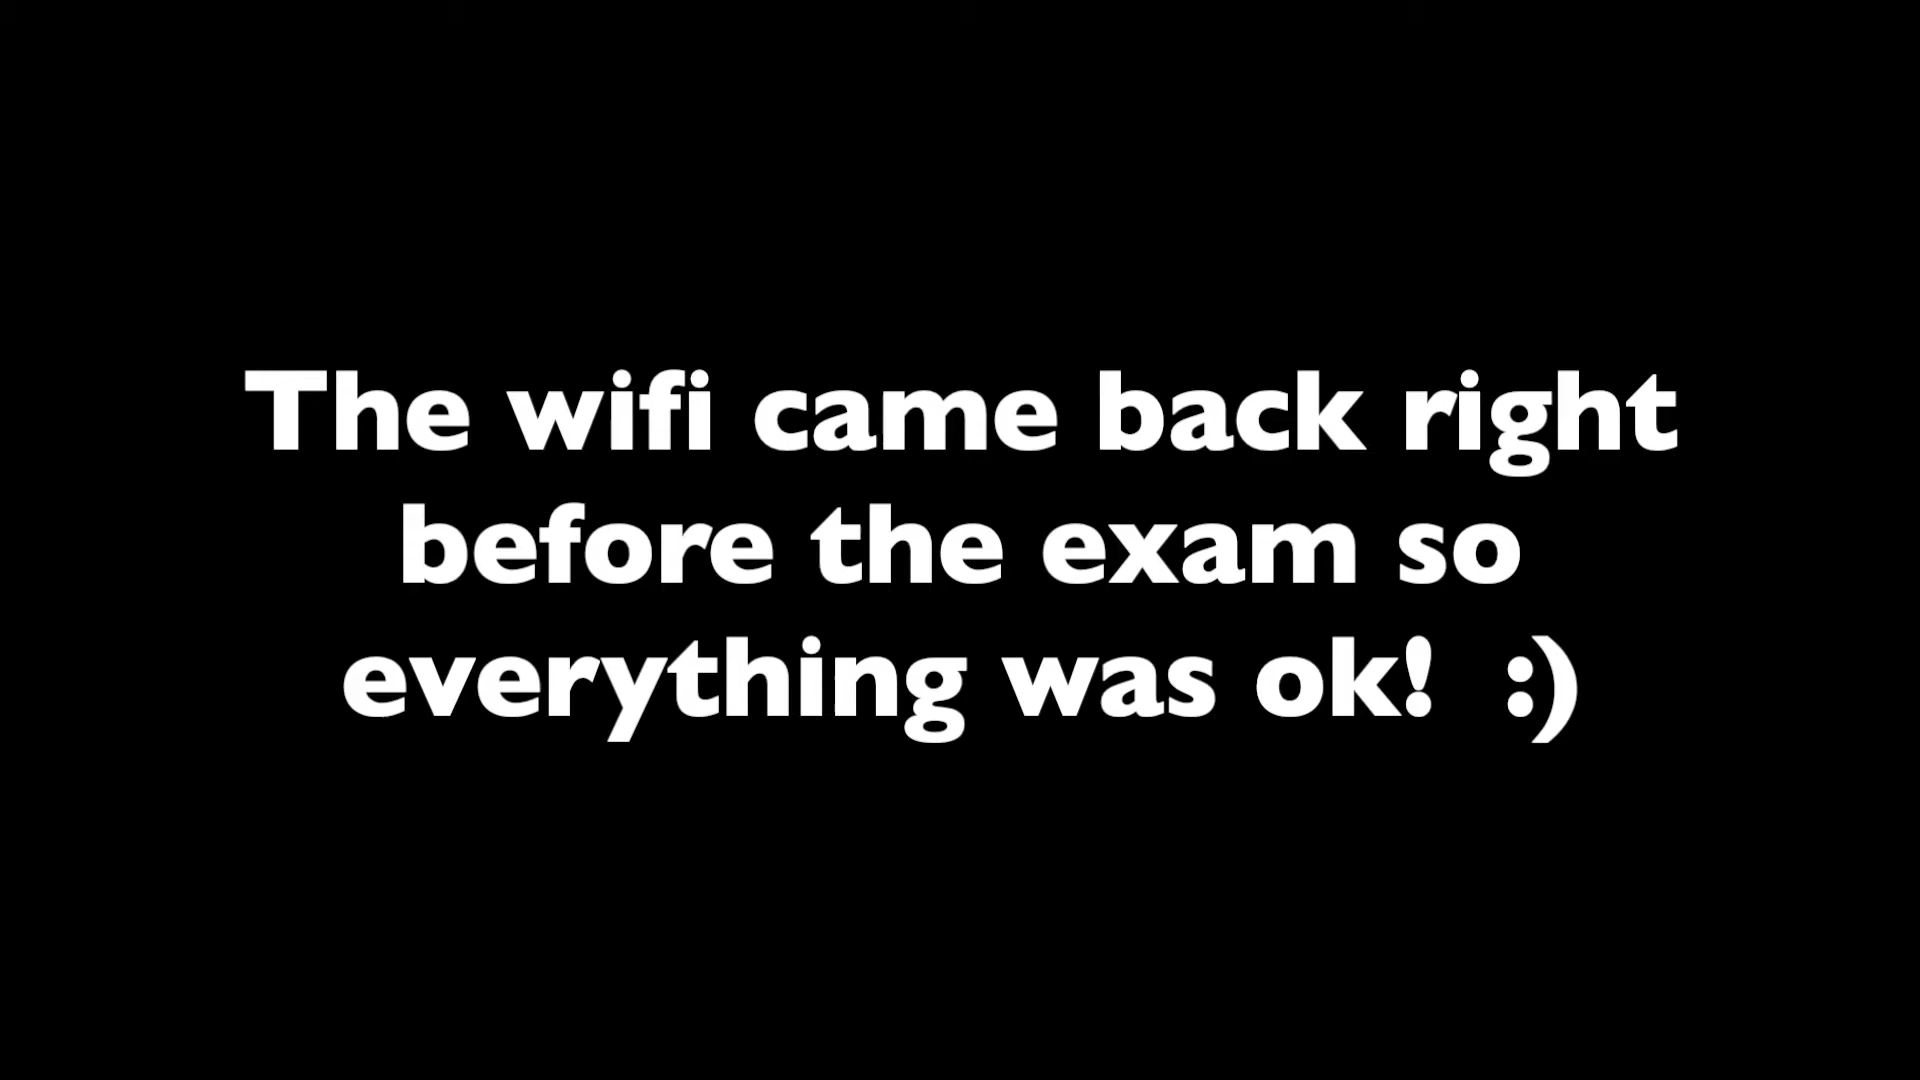 The wifi came back right
before the exam so
everything was ok!  :)